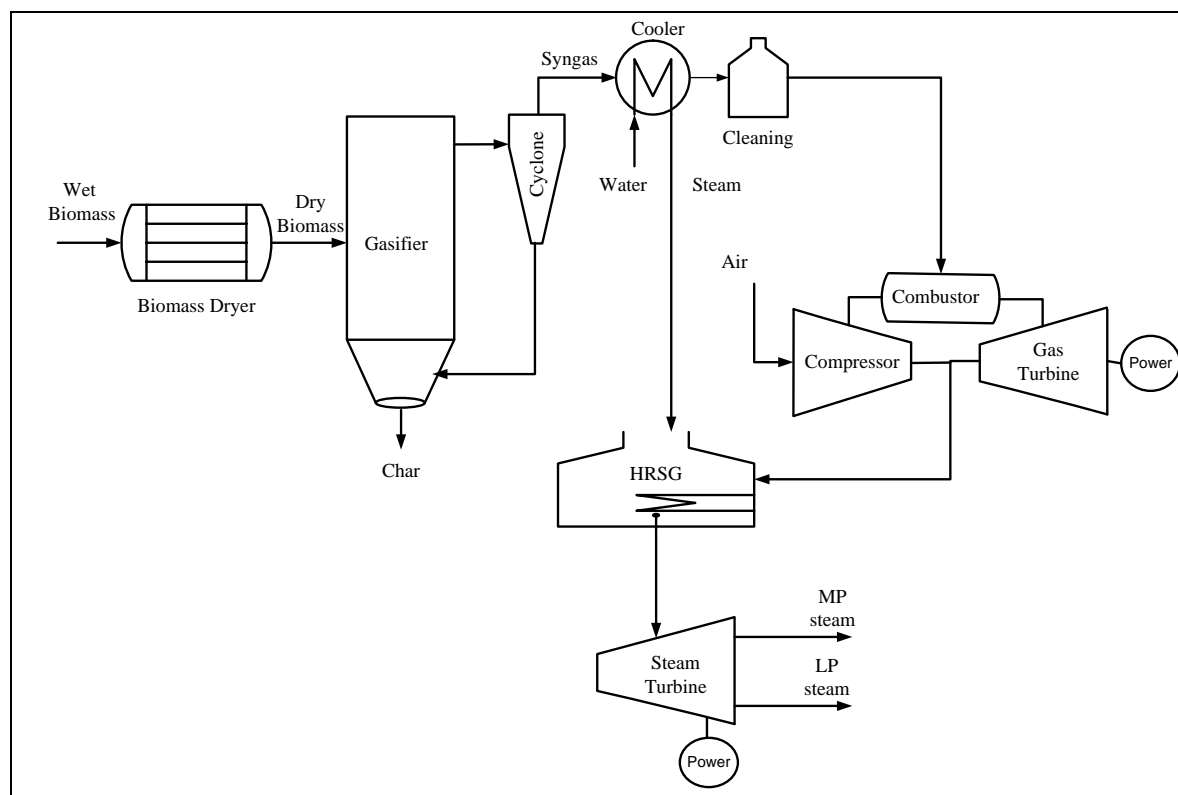 Cooler
Syngas
Cleaning
Cyclone
Water
Steam
Wet
Biomass
Dry
Biomass
Gasifier
Biomass Dryer
Air
Combustor
Compressor
Gas
Turbine
Power
Char
HRSG
MP
steam
Steam
Turbine
LP
steam
Power